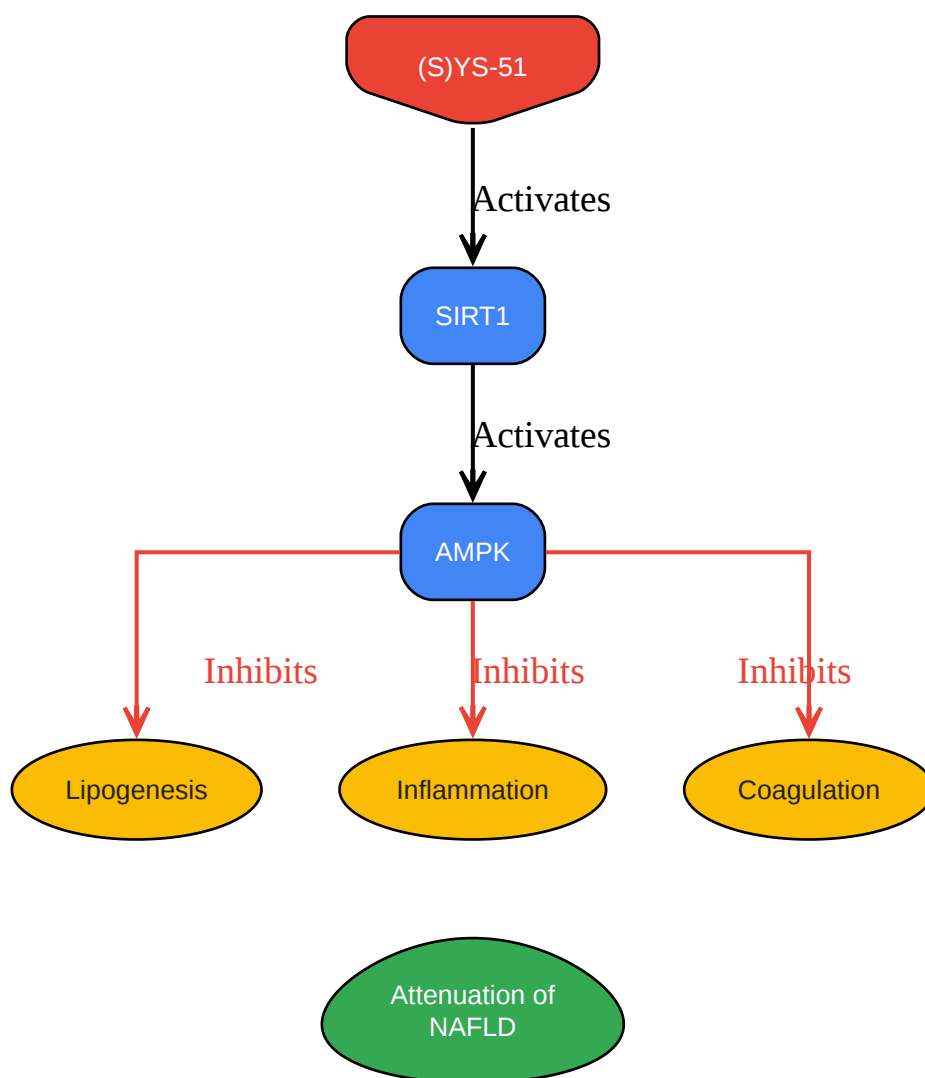 (S)YS-51
Activates
SIRT1
Activates
AMPK
Inhibits
Inhibits
Inhibits
Lipogenesis
Inflammation
Coagulation
Attenuation of
NAFLD